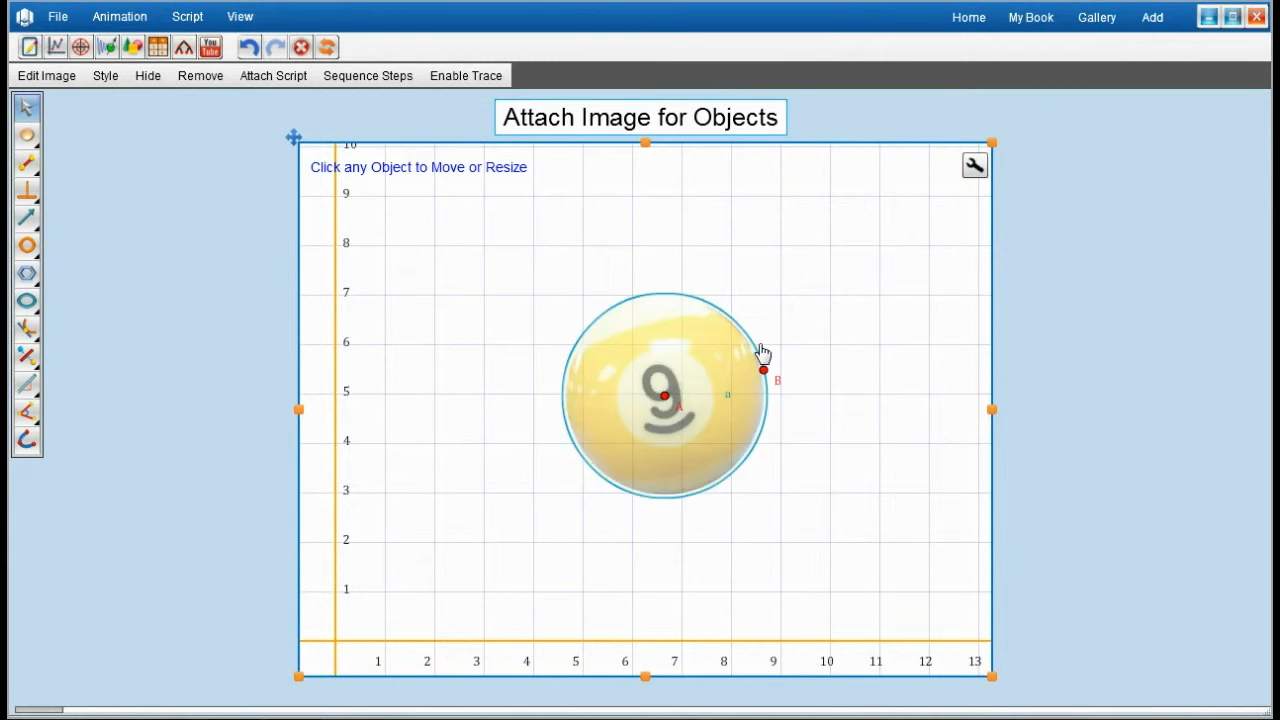 File Animation Script View Home My Book Gallery Add
You Tube
Edit Image Style Hide Remove Attach Script Sequence Steps Enable Trace
Attach Image for Objects
10
Click any Object to Move or Resize
9
8
7
6
5
4
3
2
1
9
A
B
a
1 2 3 4 5 6 7 8 9 10 11 12 13